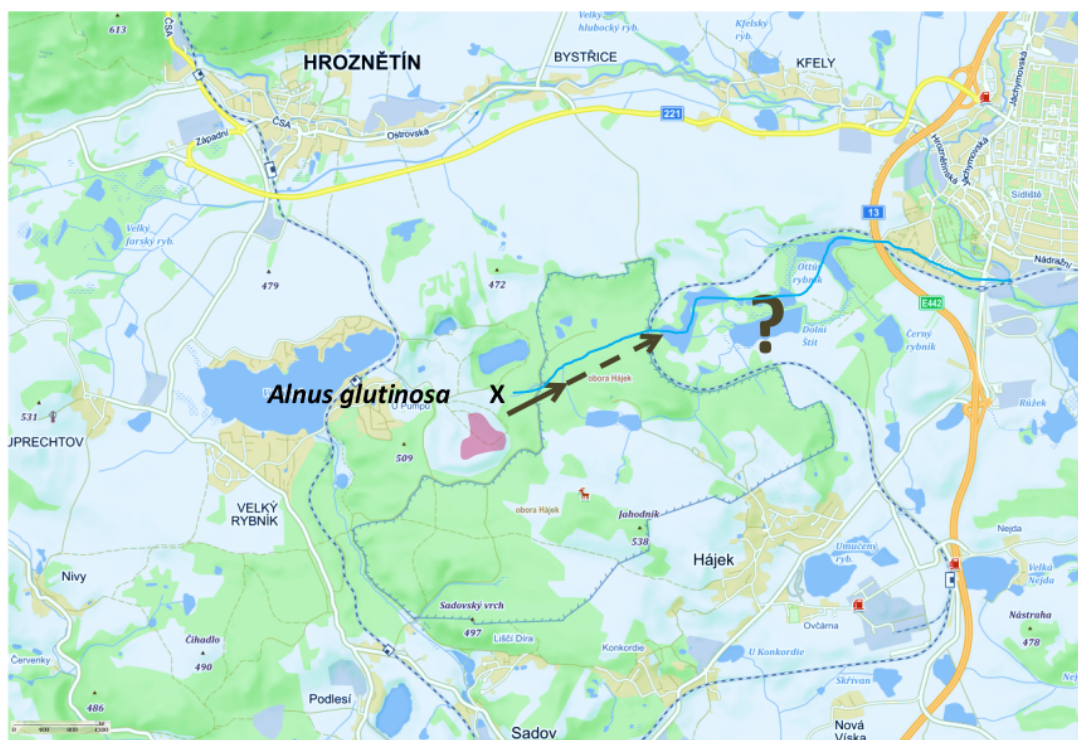 613
ČSA
HROZNĚTÍN
Velký
hlubocký ryb.
BYSTŘICE
Kfelský
ryb.
KFELY
Západní
ČSA
Ostrovská
221
Jáchymovská
Hroznětínská
Jáchymovská
Sídliště
13
Velký
farský ryb.
479
472
Ottů
rybník
Nádražní
E442
?
Dolní
Štít
Černý
rybník
Alnus glutinosa X
obora Hájek
U Pumpu
Růžek
531
UPRECHTOV
509
VELKÝ
RYBNÍK
obora Hájek
Jahodník
538
Hájek
Umučený
ryb.
Nejda
Velká
Nejda
Nivy
Sadovský vrch
497
Ovčárna
Nástraha
478
Čihadlo
490
Liščí Díra
Konkordie
U Konkordie
Červenky
486
Podlesí
Skřivan
Nej
Sadov
Nová
Víska